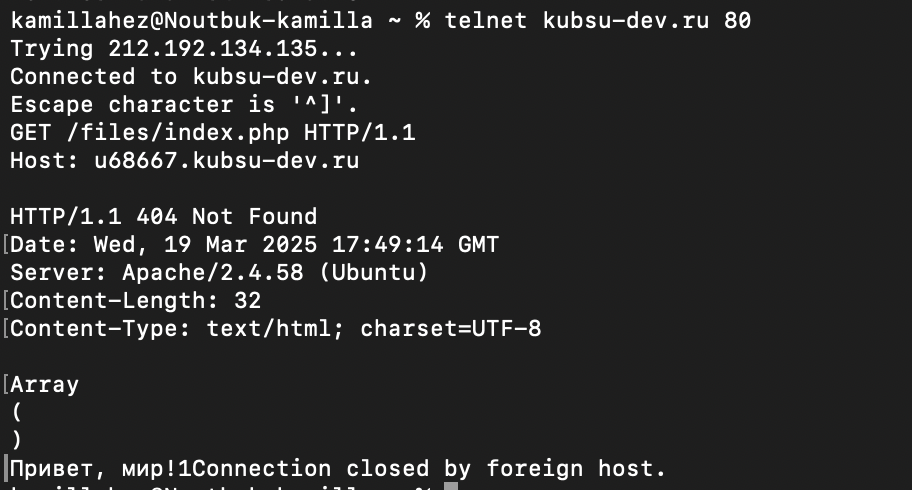 kamillahez@Noutbuk-kamilla ~ % telnet kubsu-dev.ru 80
Trying 212.192.134.135...
Connected to kubsu-dev.ru.
Escape character is '^]'.
GET /files/index.php HTTP/1.1
Host: u68667.kubsu-dev.ru
HTTP/1.1 404 Not Found
[Date: Wed, 19 Mar 2025 17:49:14 GMT
Server: Apache/2.4.58 (Ubuntu)
[Content-Length: 32
[Content-Type: text/html; charset=UTF-8
[Array
(
)
Привет, мир!1Connection closed by foreign host.